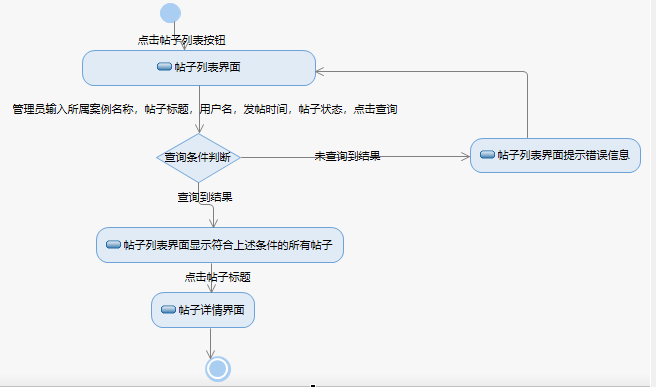 点击帖子列表按钮
帖子列表界面
管理员输入所属案例名称，帖子标题，用户名，发帖时间，帖子状态，点击查询
查询条件判断
未查询到结果
帖子列表界面提示错误信息
查询到结果
帖子列表界面显示符合上述条件的所有帖子
点击帖子标题
帖子详情界面